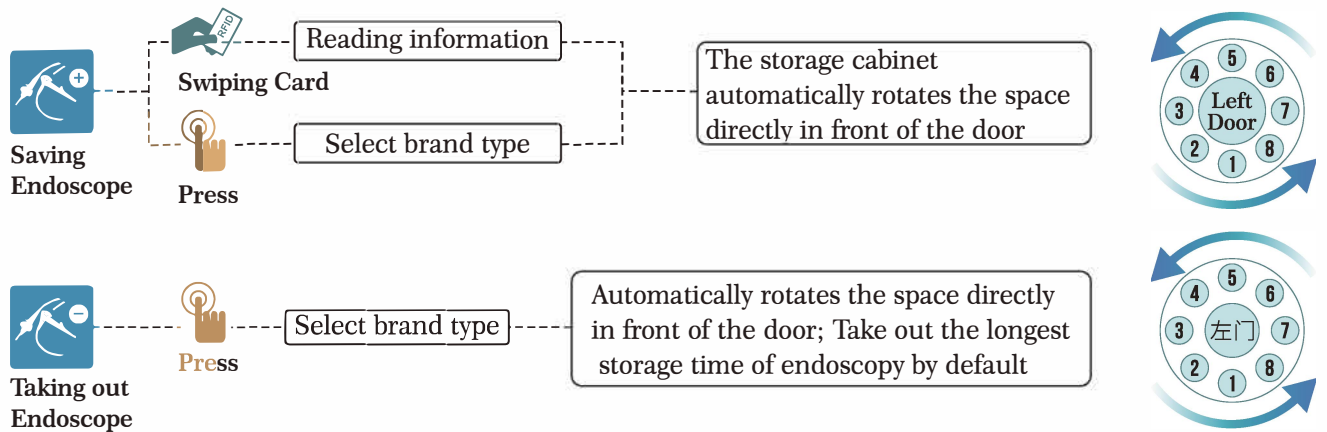 RFID
Reading information
Swiping Card
Saving
Endoscope
Select brand type
Press
The storage cabinet
automatically rotates the space
directly in front of the door
5
4
6
3
Left
Door
7
2
8
1
Taking out
Endoscope
Press
Select brand type
Automatically rotates the space directly
in front of the door; Take out the longest
storage time of endoscopy by default
5
4
6
3
左门
7
2
8
1